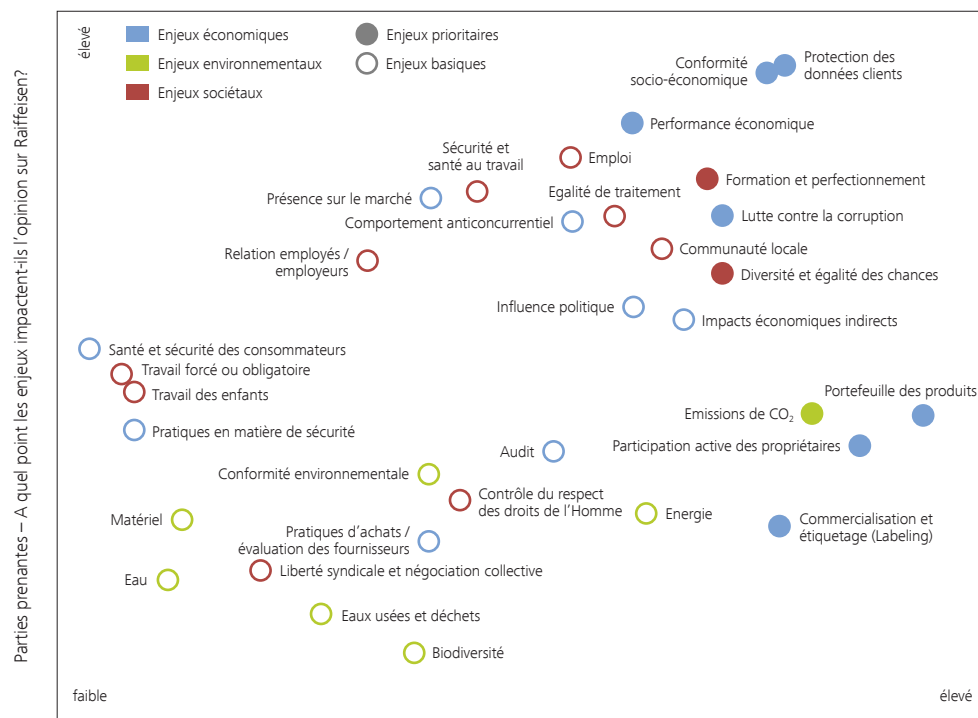 Parties prenantes – A quel point les enjeux impactent-ils l'opinion sur Raiffeisen?
élevé
Enjeux économiques
Enjeux environnementaux
Enjeux sociétaux
Enjeux prioritaires
Enjeux basiques
Conformité
socio-économique
Protection des
données clients
Performance économique
Sécurité et
santé au travail
Emploi
Formation et perfectionnement
Présence sur le marché
Egalité de traitement
Comportement anticoncurrentiel
Lutte contre la corruption
Relation employés /
employeurs
Communauté locale
Diversité et égalité des chances
Influence politique
Impacts économiques indirects
Santé et sécurité des consommateurs
Travail forcé ou obligatoire
Travail des enfants
Portefeuille des produits
Emissions de CO₂
Pratiques en matière de sécurité
Participation active des propriétaires
Audit
Conformité environnementale
Contrôle du respect
des droits de l'Homme
Energie
Matériel
Commercialisation et
étiquetage (Labeling)
Pratiques d'achats /
évaluation des fournisseurs
Liberté syndicale et négociation collective
Eau
Eaux usées et déchets
Biodiversité
faible
élevé